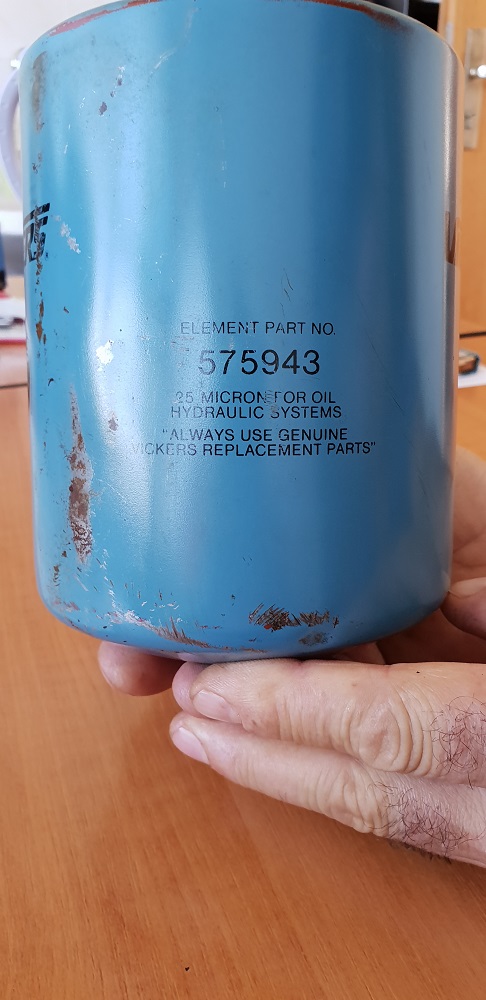 ELEMENT PART NO.
575943
25 MICRON FOR OIL
HYDRAULIC SYSTEMS
"ALWAYS USE GENUINE
VICKERS REPLACEMENT PARTS"